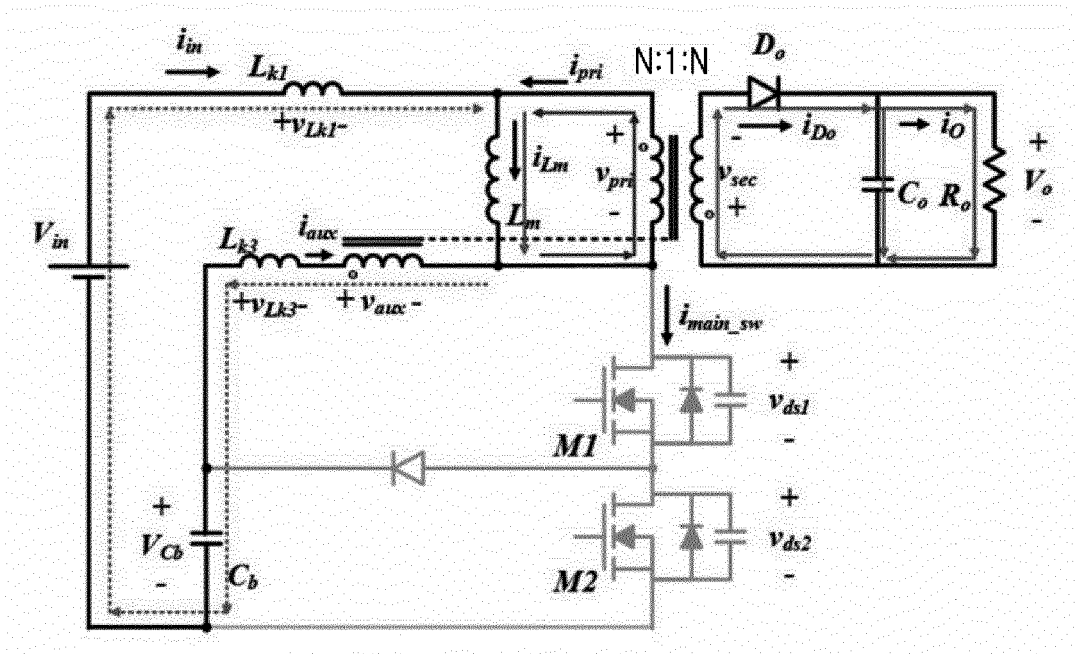 i_in
L_k1
i_pri
N:1:N
D_o
+v_Lk1-
i_Lm
+
v_pri
-
-
v_sec
+
i_Do
i_O
C_o
R_o
+
V_o
-
V_in
L_k3
i_aux
L_m
+v_Lk3-
+ v_aux -
i_main_sw
+
v_ds1
-
M1
+
V_Cb
-
C_b
M2
+
v_ds2
-